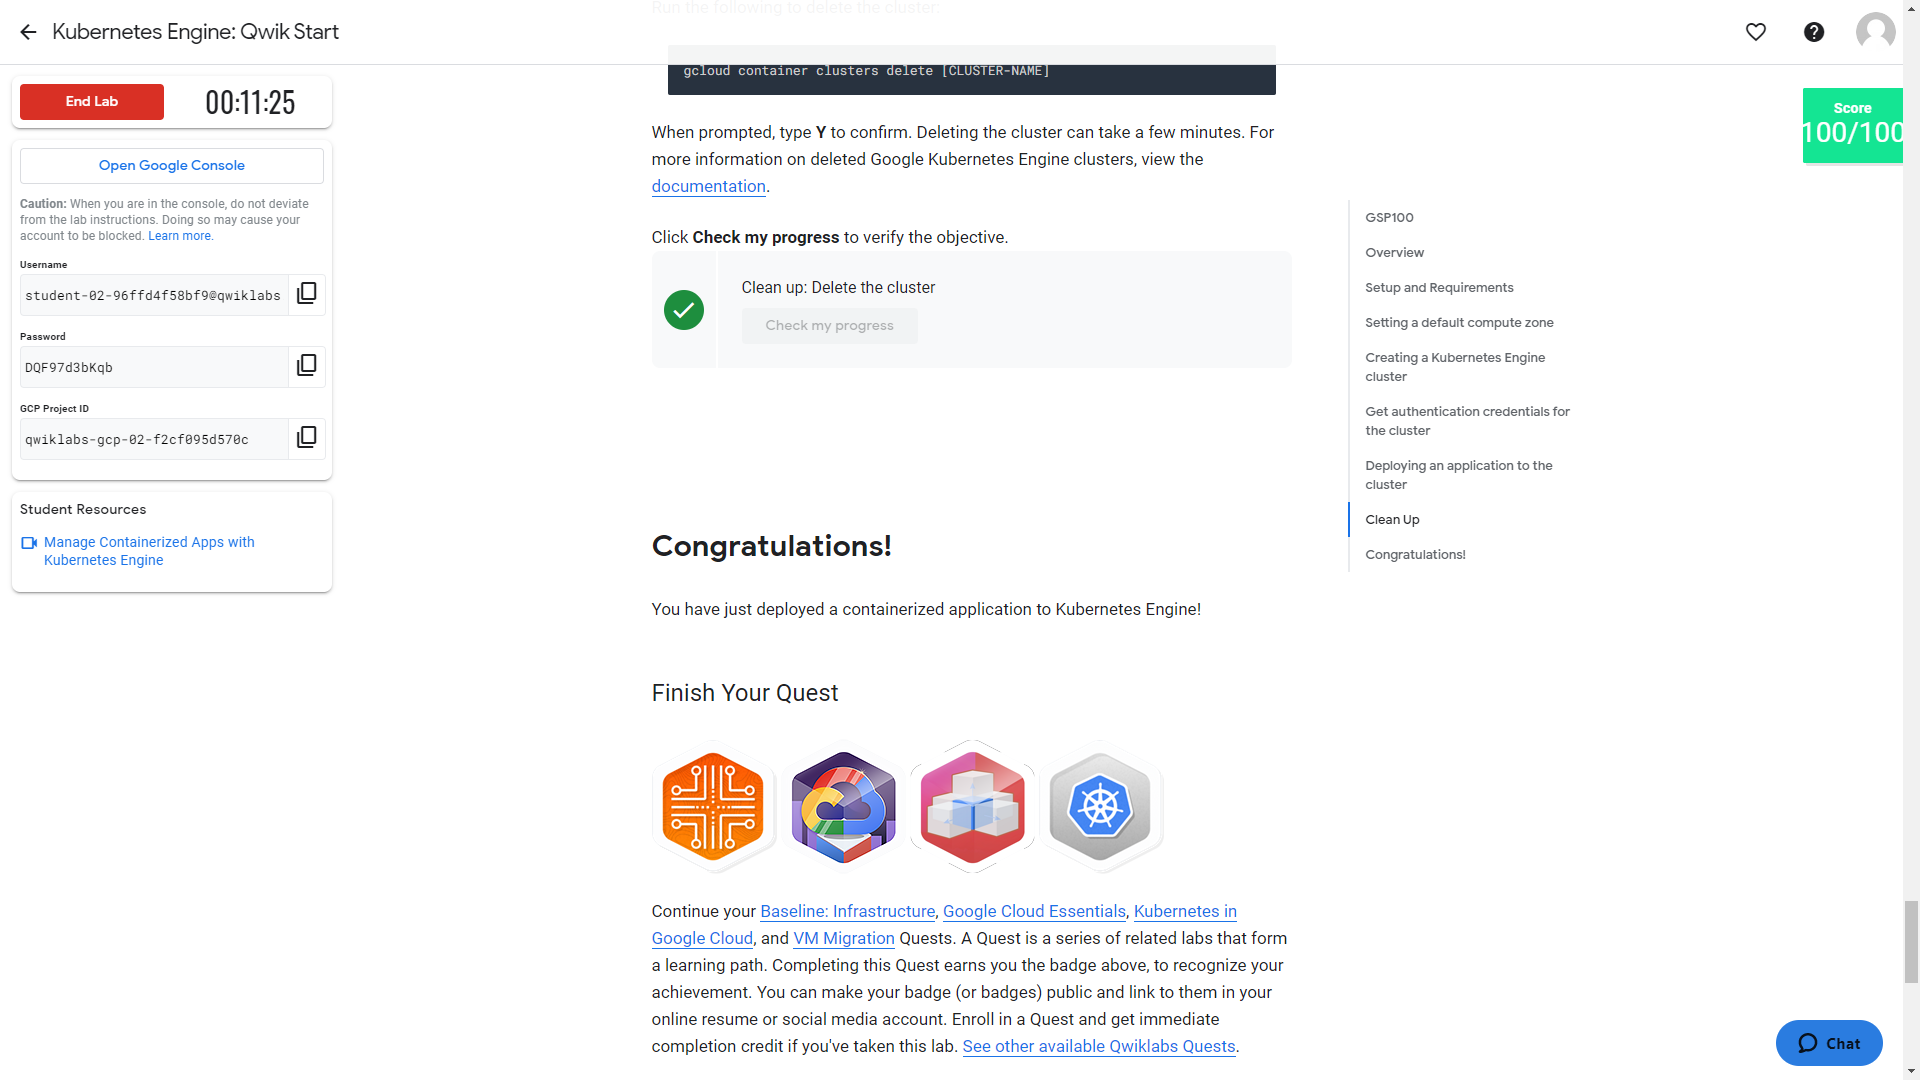 Run the following to delete the cluster.
Kubernetes Engine: Qwik Start
End Lab
00:11:25
Open Google Console
Caution: When you are in the console, do not deviate
from the lab instructions. Doing so may cause your
account to be blocked. Learn more.
Username
student-02-96ffd4f58bf9@qwiklabs
Password
DQF97d3bKqb
GCP Project ID
qwiklabs-gcp-02-f2cf095d570c
Student Resources
Manage Containerized Apps with
Kubernetes Engine
gcloud container clusters delete [CLUSTER-NAME]
When prompted, type Y to confirm. Deleting the cluster can take a few minutes. For
more information on deleted Google Kubernetes Engine clusters, view the
documentation.
Click Check my progress to verify the objective.
Clean up: Delete the cluster
Check my progress
Congratulations!
You have just deployed a containerized application to Kubernetes Engine!
Finish Your Quest
Continue your Baseline: Infrastructure, Google Cloud Essentials, Kubernetes in
Google Cloud, and VM Migration Quests. A Quest is a series of related labs that form
a learning path. Completing this Quest earns you the badge above, to recognize your
achievement. You can make your badge (or badges) public and link to them in your
online resume or social media account. Enroll in a Quest and get immediate
completion credit if you've taken this lab. See other available Qwiklabs Quests.
Score
100/100
GSP100
Overview
Setup and Requirements
Setting a default compute zone
Creating a Kubernetes Engine
cluster
Get authentication credentials for
the cluster
Deploying an application to the
cluster
Clean Up
Congratulations!
Chat